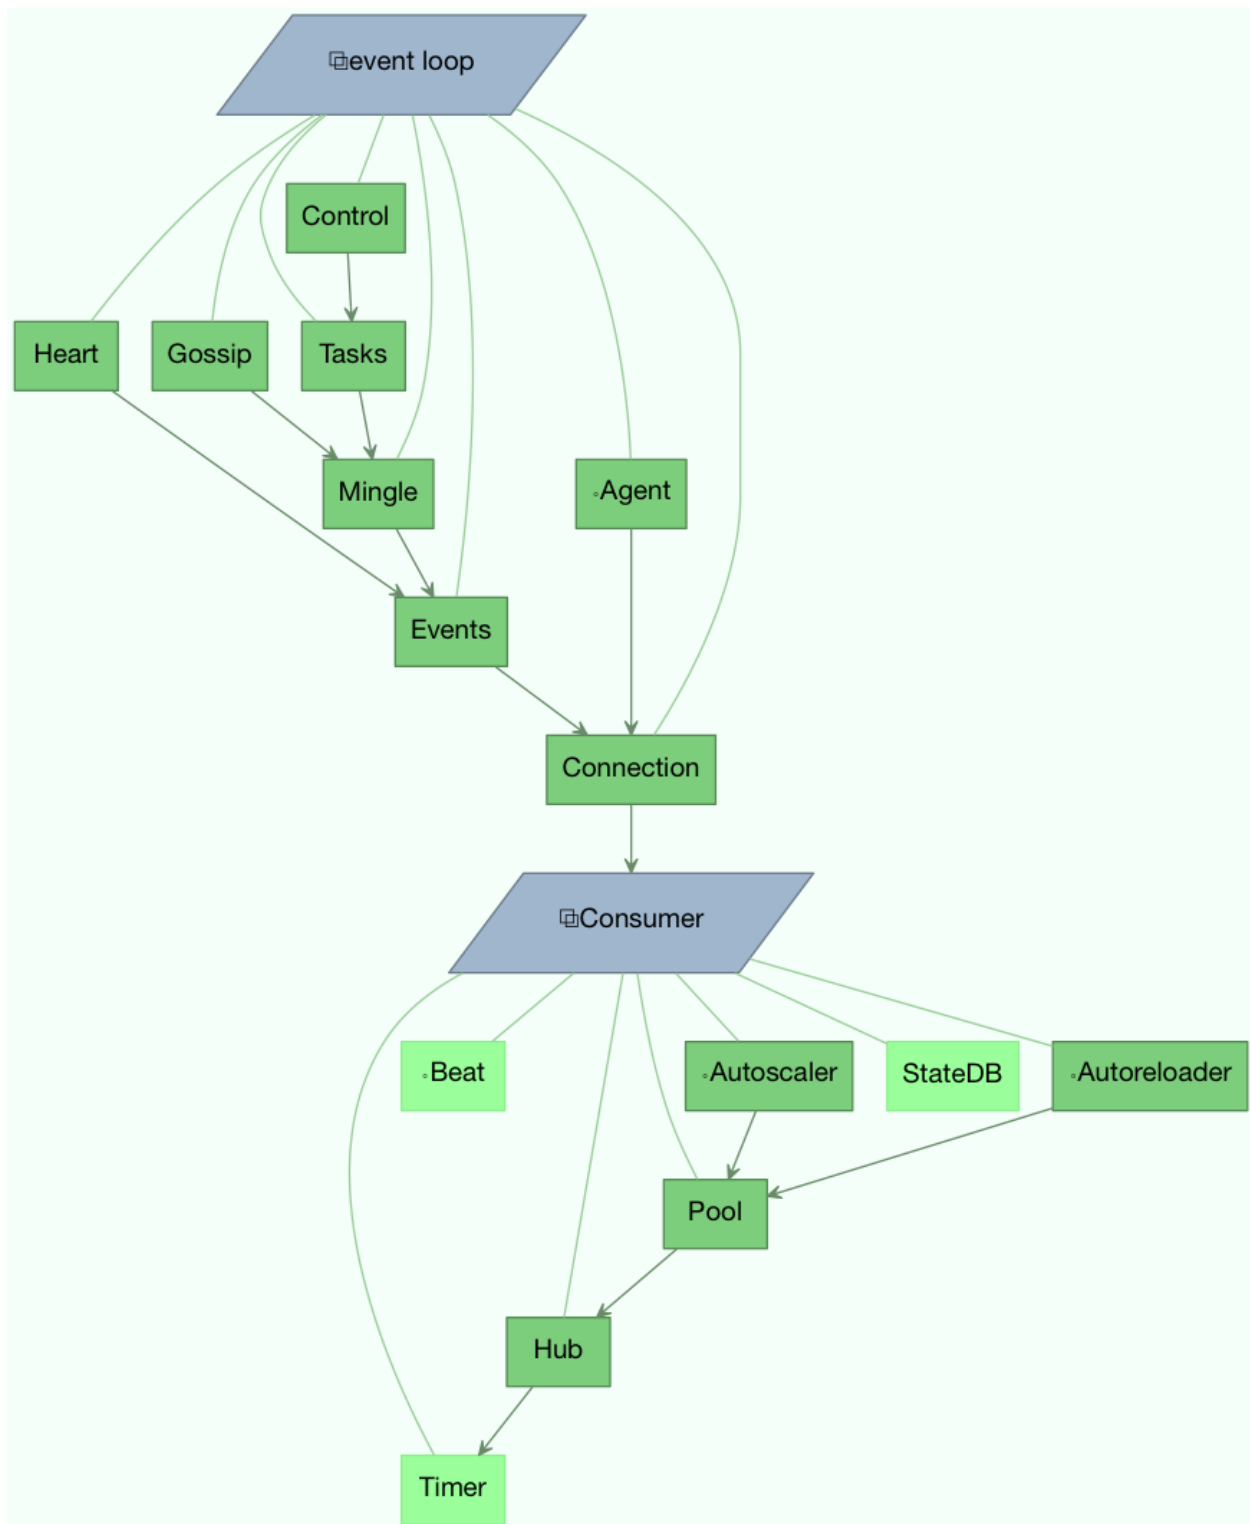 ⧉event loop
Control
Heart
Gossip
Tasks
Mingle
◦Agent
Events
Connection
⧉Consumer
◦Beat
◦Autoscaler
StateDB
◦Autoreloader
Pool
Hub
Timer